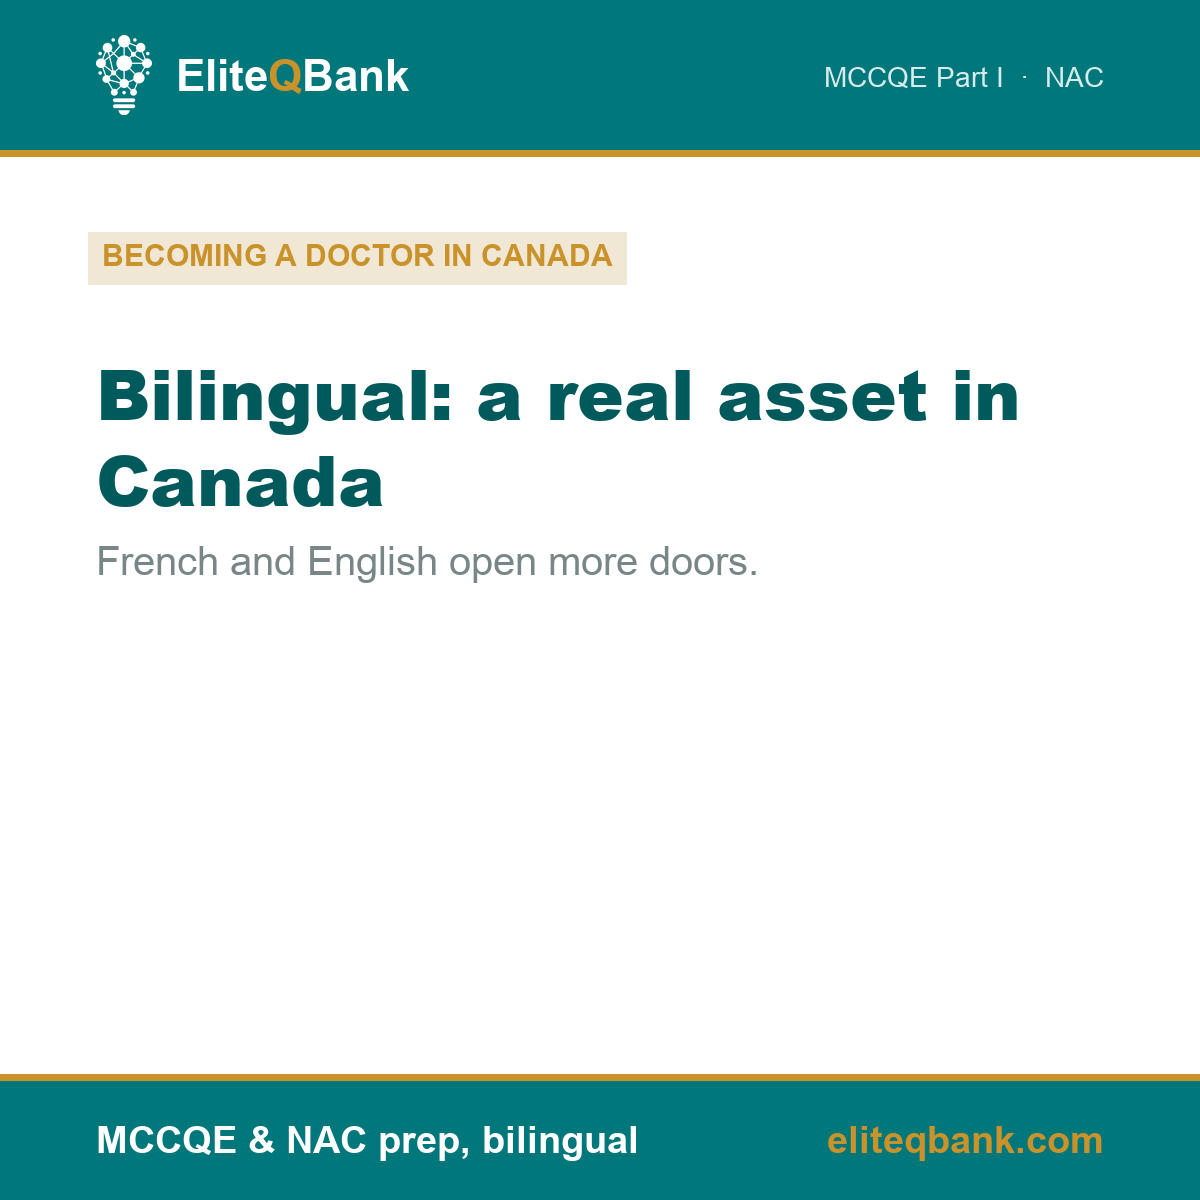 EliteQBank
MCCQE Part I · NAC
BECOMING A DOCTOR IN CANADA
Bilingual: a real asset in
Canada
French and English open more doors.
MCCQE & NAC prep, bilingual
eliteqbank.com